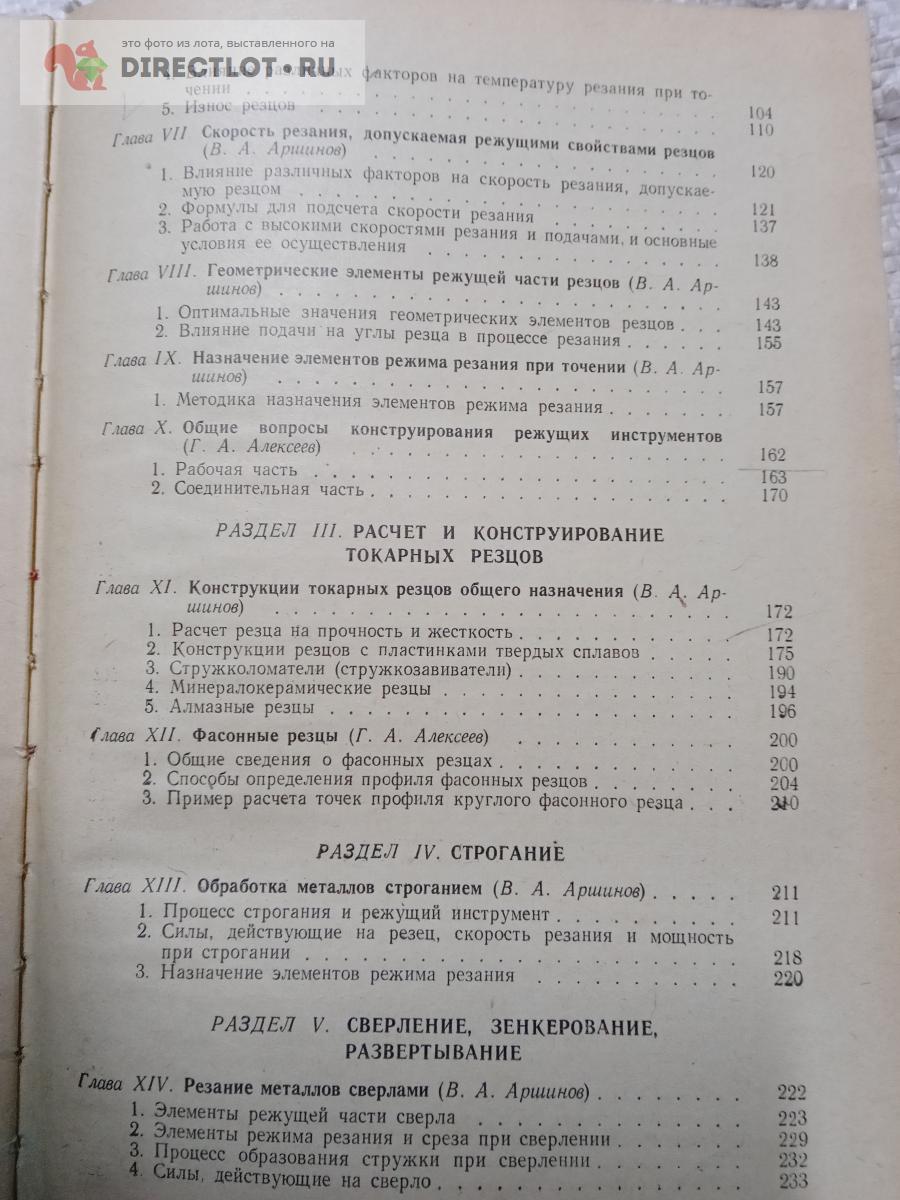 это фото из лота, выставленного на
DIRECTLOT.RU
факторов на температуру резания при то-
чении . . . 104
5. Износ резцов . . . 110
Глава VII Скорость резания, допускаемая режущими свойствами резцов
(В. А. Аршинов) . . . 120
1. Влияние различных факторов на скорость резания, допускае-
мую резцом . . . 121
2. Формулы для подсчета скорости резания . . . 137
3. Работа с высокими скоростями резания и подачами, и основные
условия ее осуществления . . . 138
Глава VIII. Геометрические элементы режущей части резцов (В. А. Ар-
шинов) . . . 143
1. Оптимальные значения геометрических элементов резцов . . . 143
2. Влияние подачи на углы резца в процессе резания . . . 155
Глава IX. Назначение элементов режима резания при точении (В. А. Ар-
шинов) . . . 157
1. Методика назначения элементов режима резания . . . 157
Глава X. Общие вопросы конструирования режущих инструментов
(Г. А. Алексеев) . . . 162
1. Рабочая часть . . . 163
2. Соединительная часть . . . 170
РАЗДЕЛ III. РАСЧЕТ И КОНСТРУИРОВАНИЕ
ТОКАРНЫХ РЕЗЦОВ
Глава XI. Конструкции токарных резцов общего назначения (В. А. Ар-
шинов) . . . 172
1. Расчет резца на прочность и жесткость . . . 172
2. Конструкции резцов с пластинками твердых сплавов . . . 175
3. Стружколоматели (стружкозавиватели) . . . 190
4. Минералокерамические резцы . . . 194
5. Алмазные резцы . . . 196
Глава XII. Фасонные резцы (Г. А. Алексеев) . . . 200
1. Общие сведения о фасонных резцах . . . 200
2. Способы определения профиля фасонных резцов . . . 204
3. Пример расчета точек профиля круглого фасонного резца . . . 210
РАЗДЕЛ IV. СТРОГАНИЕ
Глава XIII. Обработка металлов строганием (В. А. Аршинов) . . . 211
1. Процесс строгания и режущий инструмент . . . 211
2. Силы, действующие на резец, скорость резания и мощность
при строгании . . . 218
3. Назначение элементов режима резания . . . 220
РАЗДЕЛ V. СВЕРЛЕНИЕ, ЗЕНКЕРОВАНИЕ,
РАЗВЕРТЫВАНИЕ
Глава XIV. Резание металлов сверлами (В. А. Аршинов) . . . 222
1. Элементы режущей части сверла . . . 223
2. Элементы режима резания и среза при сверлении . . . 229
3. Процесс образования стружки при сверлении . . . 232
4. Силы, действующие на сверло . . . 233